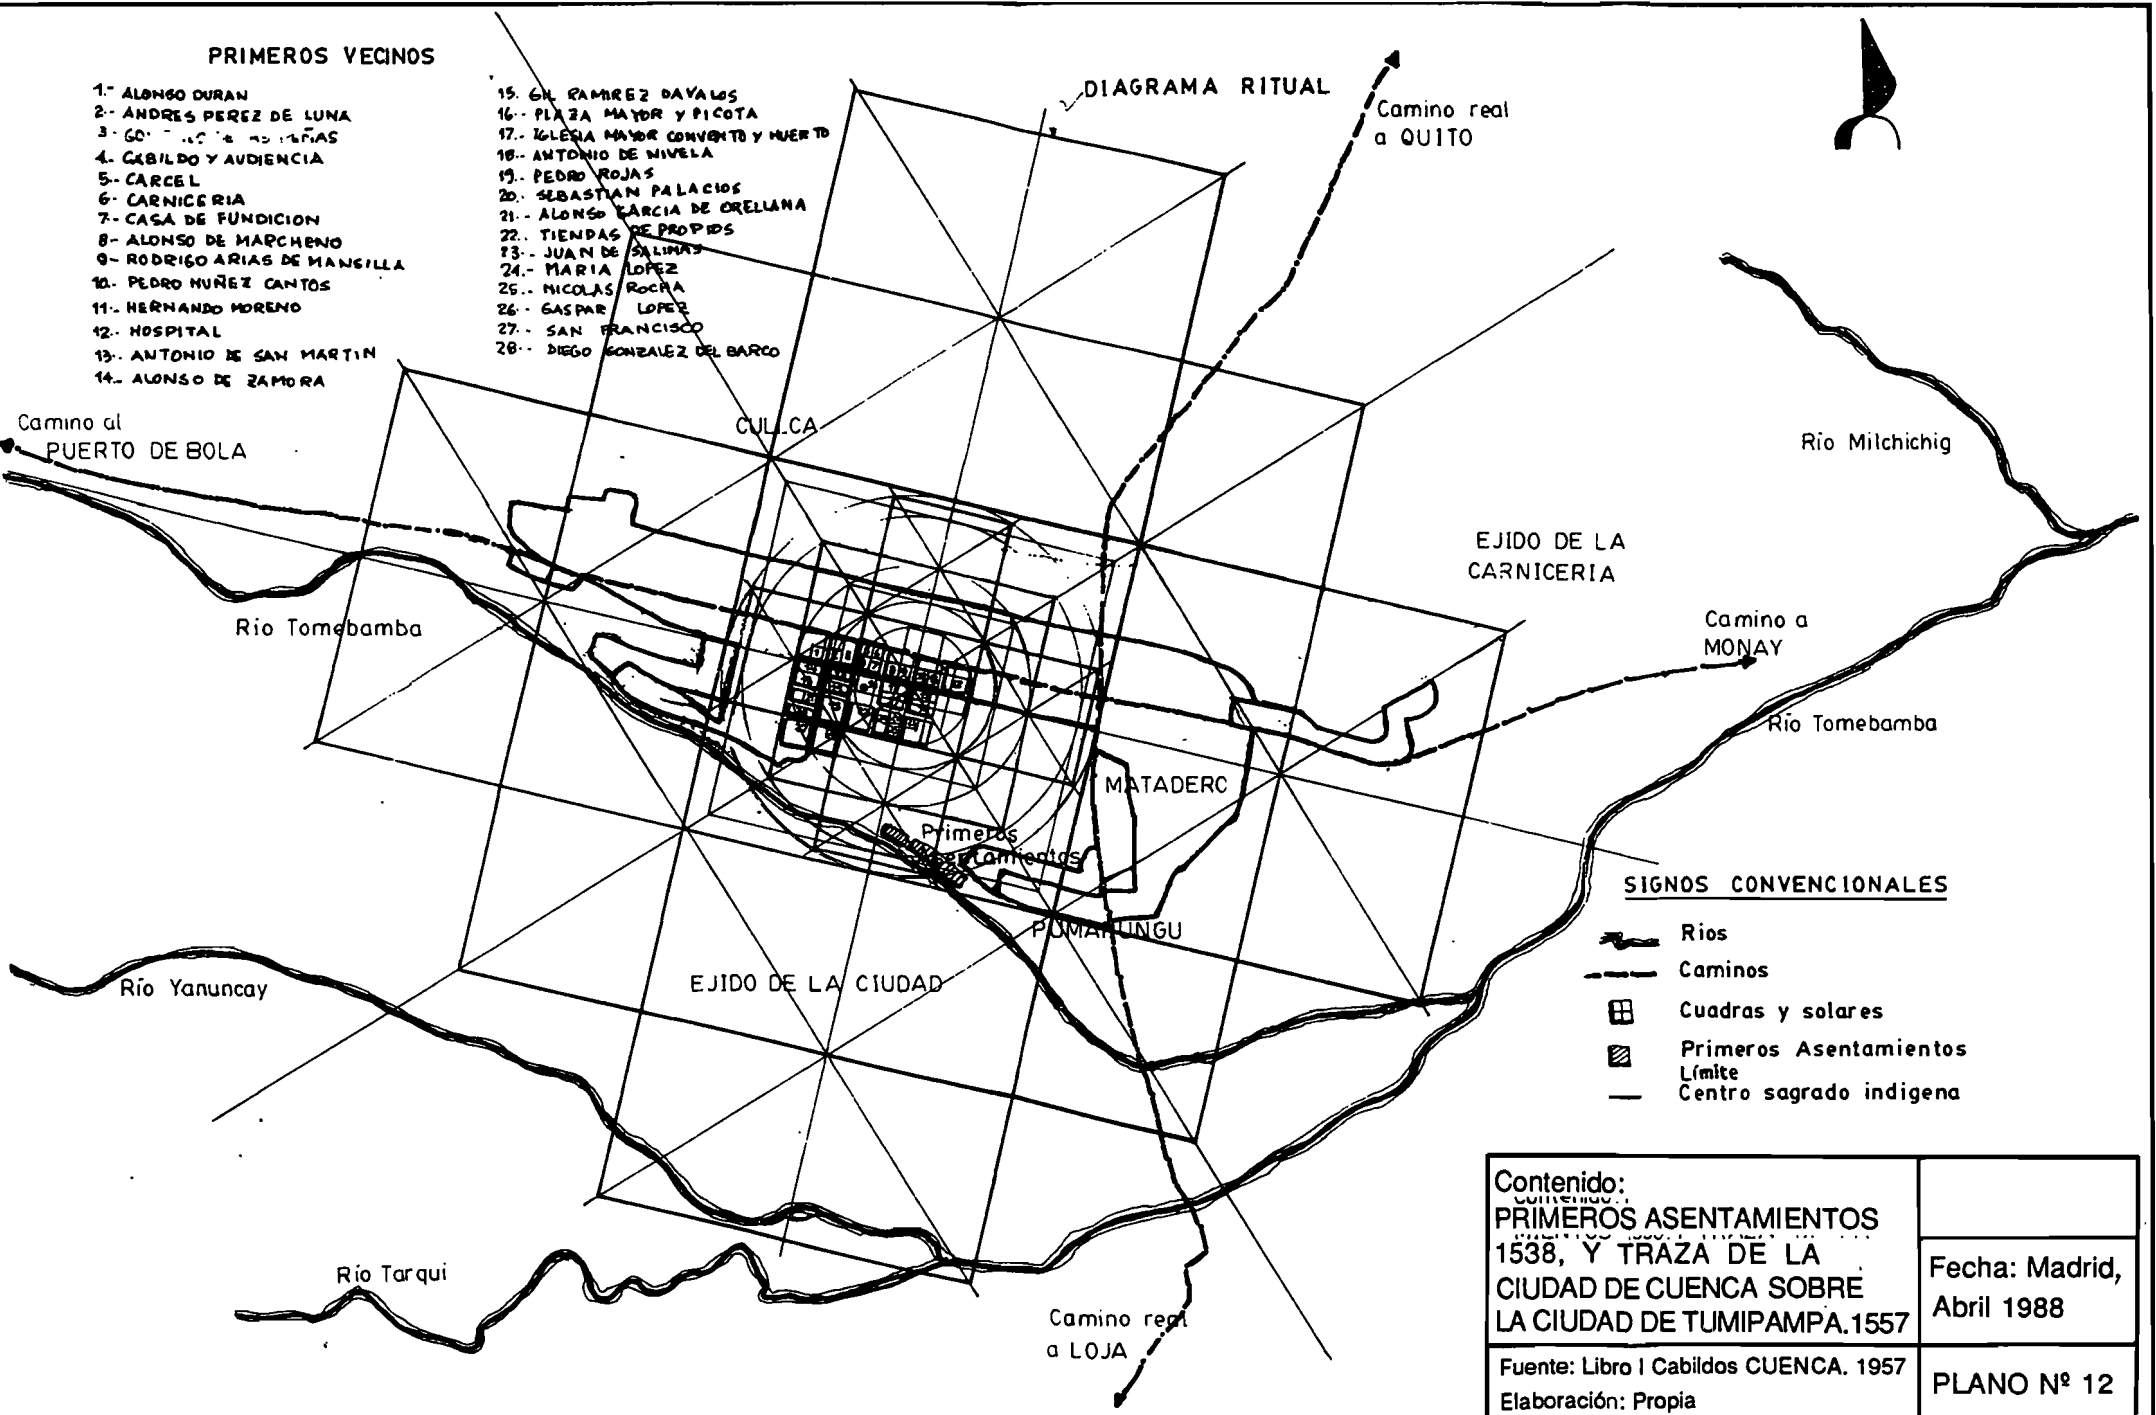 PRIMEROS VECINOS
1.- ALONSO DURAN
2.- ANDRES PEREZ DE LUNA
3.-
4.- CABILDO Y AUDIENCIA
5.- CARCEL
6.- CARNICERIA
7.- CASA DE FUNDICION
8.- ALONSO DE MARCHENO
9.- RODRIGO ARIAS DE MANSILLA
10.- PEDRO NUÑEZ CANTOS
11.- HERNANDO MORENO
12.- HOSPITAL
13.- ANTONIO DE SAN MARTIN
14.- ALONSO DE ZAMORA
15. GIL RAMIREZ DAVALOS
16.- PLAZA MAYOR Y PICOTA
17.- IGLESIA MAYOR CONVENTO Y HUERTO
18.- ANTONIO DE NIVELA
19.- PEDRO ROJAS
20. SEBASTIAN PALACIOS
21.- ALONSO GARCIA DE ORELLANA
22.. TIENDAS DE PROPIOS
23.- JUAN DE SALINAS
24.- MARIA LOPEZ
25.. NICOLAS ROCHA
26.- GASPAR LOPEZ
27.- SAN FRANCISCO
28.- DIEGO GONZALEZ DEL BARCO
DIAGRAMA RITUAL
Camino real
a QUITO
Camino al
PUERTO DE BOLA
CULLCA
Río Milchichig
EJIDO DE LA
CARNICERIA
Río Tomebamba
Camino a
MONAY
Río Tomebamba
MATADERO
Primeros
Asentamientos
PUMAPUNGU
EJIDO DE LA CIUDAD
Río Yanuncay
Río Tarqui
Camino real
a LOJA
SIGNOS CONVENCIONALES
Rios
Caminos
Cuadras y solares
Primeros Asentamientos
Límite
Centro sagrado indigena
Contenido:
PRIMEROS ASENTAMIENTOS
1538, Y TRAZA DE LA
CIUDAD DE CUENCA SOBRE
LA CIUDAD DE TUMIPAMPA.1557
Fecha: Madrid,
Abril 1988
Fuente: Libro I Cabildos CUENCA. 1957
Elaboración: Propia
PLANO Nº 12